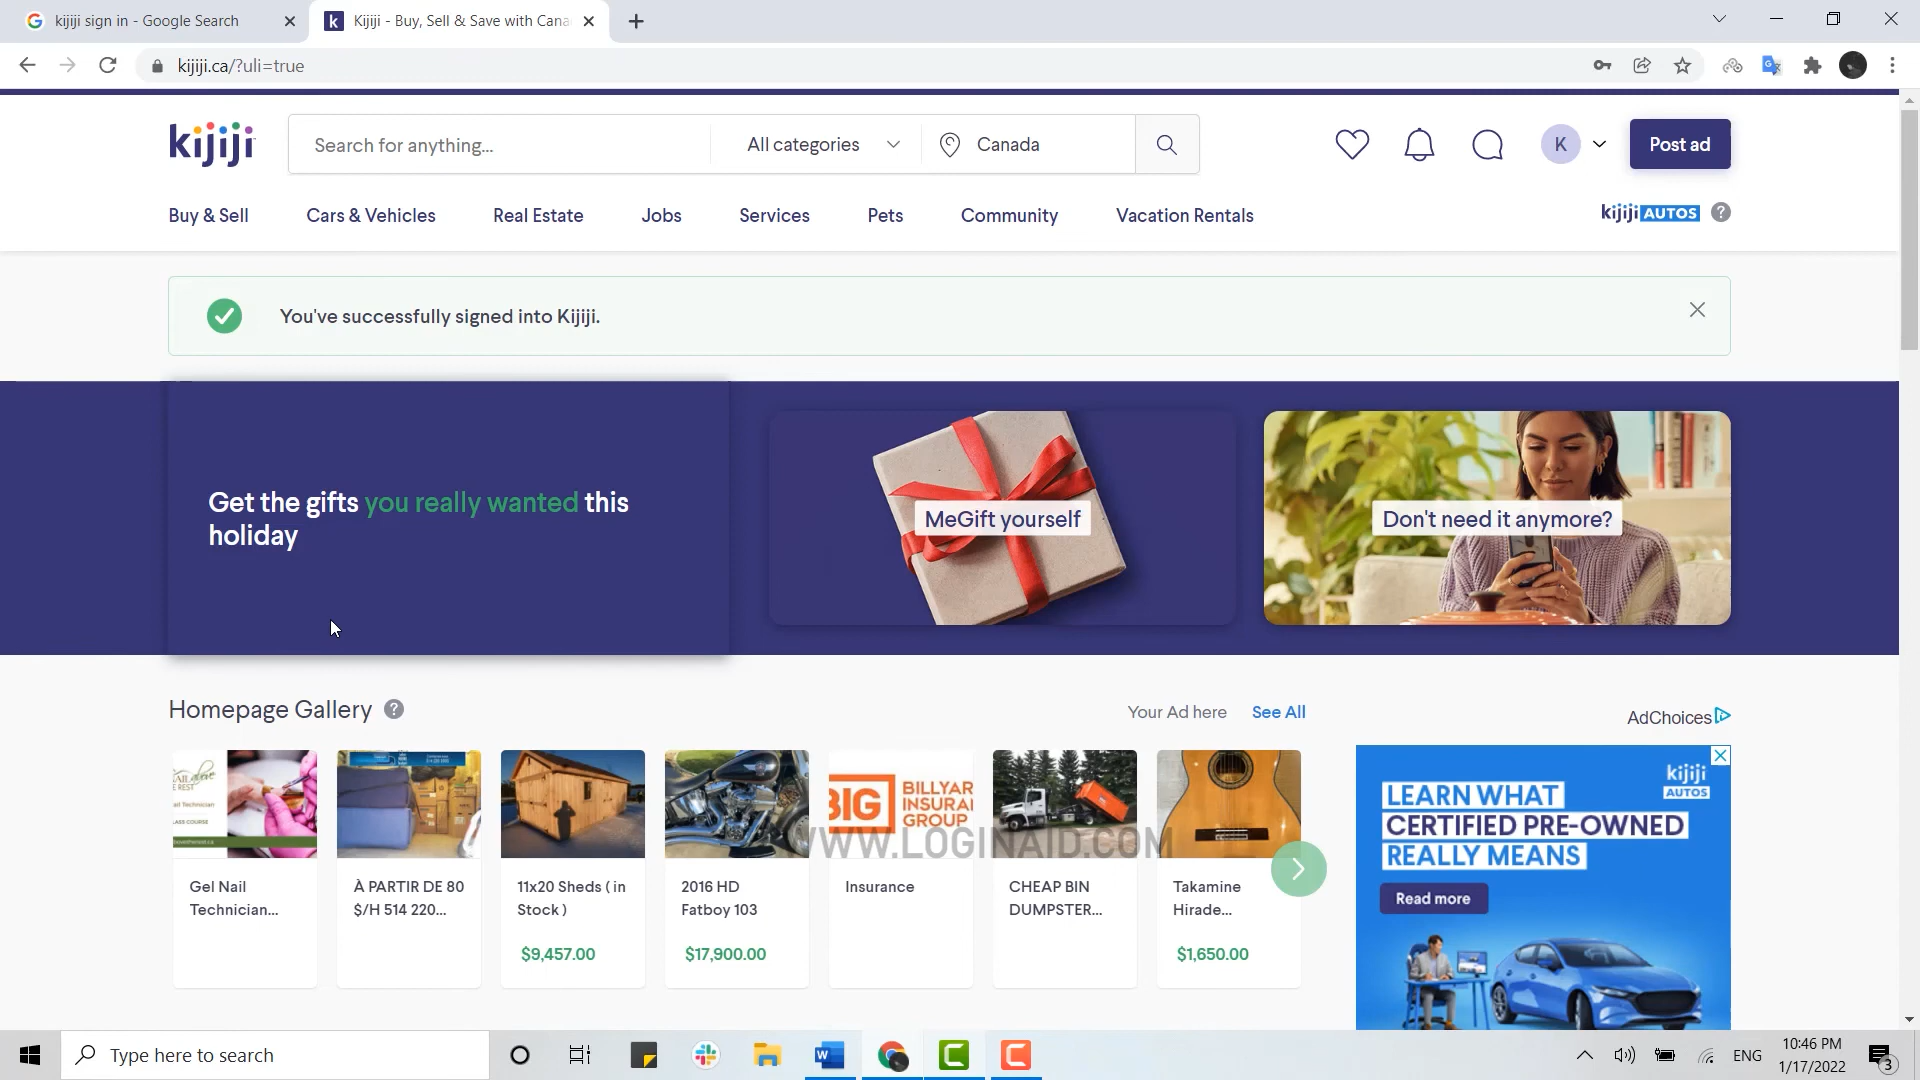 kijiji sign in - Google Search
Kijiji - Buy, Sell & Save with Cana
kijiji.ca/?uli=true
kijiji
Search for anything...
All categories
Canada
K
Post ad
Buy & Sell
Cars & Vehicles
Real Estate
Jobs
Services
Pets
Community
Vacation Rentals
kijiji AUTOS
?
You've successfully signed into Kijiji.
Get the gifts you really wanted this
holiday
MeGift yourself
Don't need it anymore?
Homepage Gallery ?
Your Ad here
See All
AdChoices
Gel Nail
Technician...
À PARTIR DE 80
$/H 514 220...
11x20 Sheds ( in
Stock )
$9,457.00
2016 HD
Fatboy 103
$17,900.00
BIG
BILLYAR
INSURA
GROUP
Insurance
CHEAP BIN
DUMPSTER...
Takamine
Hirade...
$1,650.00
WWW.LOGINAID.COM
kijiji
AUTOS
LEARN WHAT
CERTIFIED PRE-OWNED
REALLY MEANS
Read more
Type here to search
ENG
10:46 PM
1/17/2022
3